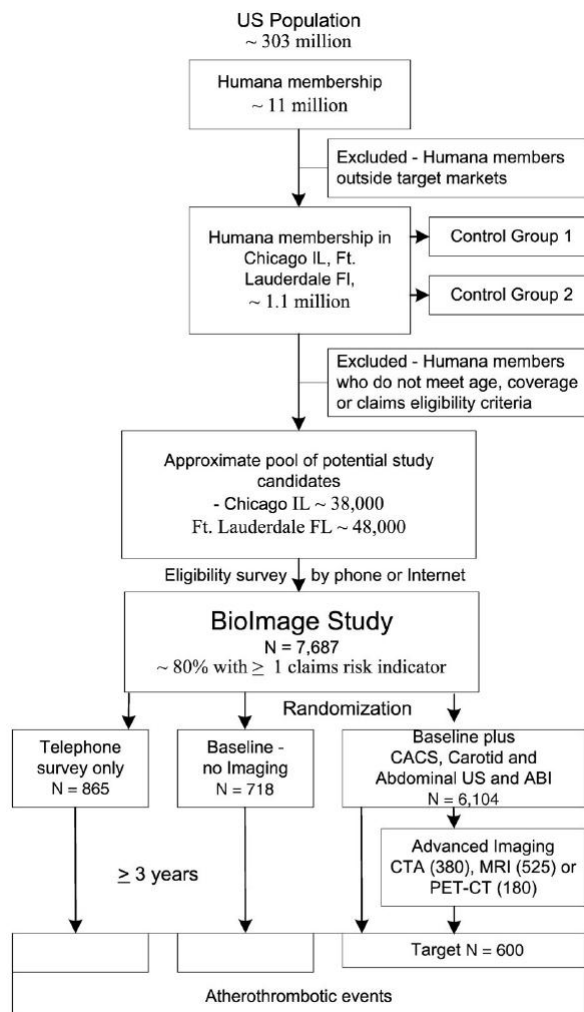 US Population
~ 303 million
Humana membership
~ 11 million
Excluded - Humana members
outside target markets
Humana membership in
Chicago IL, Ft.
Lauderdale Fl,
~ 1.1 million
Control Group 1
Control Group 2
Excluded - Humana members
who do not meet age, coverage
or claims eligibility criteria
Approximate pool of potential study
candidates
- Chicago IL ~ 38,000
Ft. Lauderdale FL ~ 48,000
Eligibility survey by phone or Internet
BioImage Study
N = 7,687
~ 80% with ≥ 1 claims risk indicator
Randomization
Telephone
survey only
N = 865
Baseline -
no Imaging
N = 718
Baseline plus
CACS, Carotid and
Abdominal US and ABI
N = 6,104
Advanced Imaging
CTA (380), MRI (525) or
PET-CT (180)
≥ 3 years
Target N = 600
Atherothrombotic events